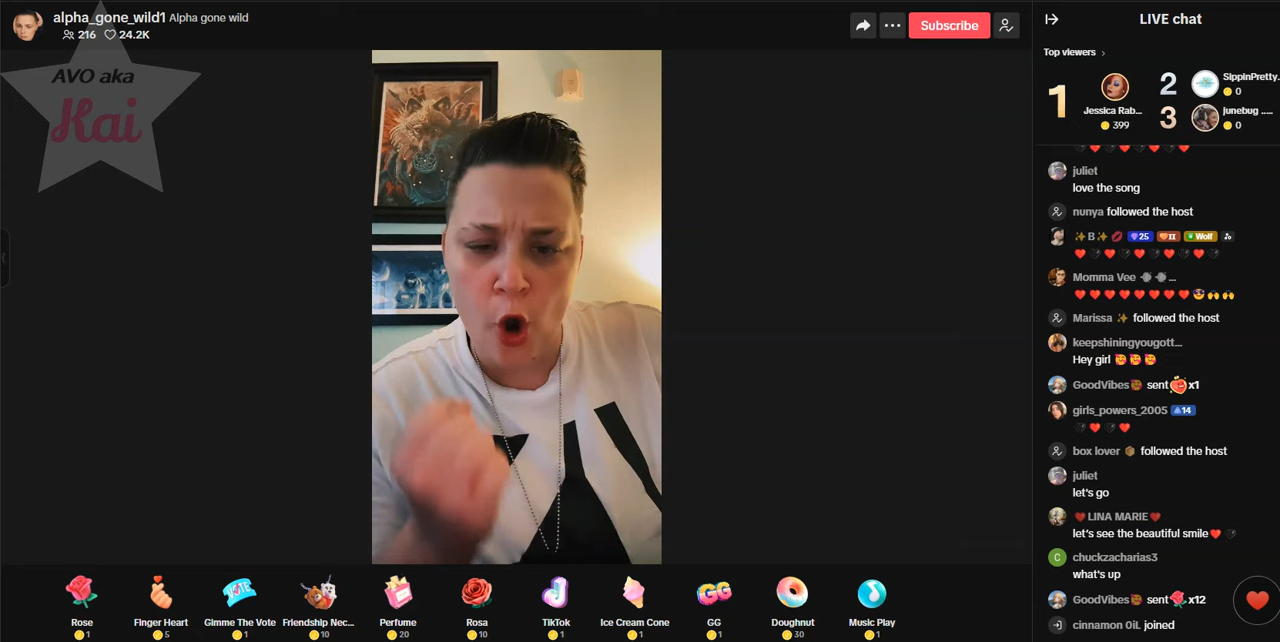 alpha_gone_wild1 Alpha gone wild
216 24.2K
Subscribe
AVO aka
Kai
LIVE chat
Top viewers >
1
Jessica Rab...
399
2
SippinPretty
0
3
junebug .....
0
juliet
love the song
nunya followed the host
B 25 II Wolf
Momma Vee ...
Marissa followed the host
keepshiningyougott...
Hey girl
GoodVibes sent x1
girls_powers_2005 14
box lover followed the host
juliet
let's go
LINA MARIE
let's see the beautiful smile
C chuckzacharias3
what's up
GoodVibes sent x12
cinnamon 0iL joined
VOTE
GG
Rose
1
Finger Heart
5
Gimme The Vote
1
Friendship Nec...
10
Perfume
20
Rosa
10
TikTok
1
Ice Cream Cone
1
GG
1
Doughnut
30
Music Play
1